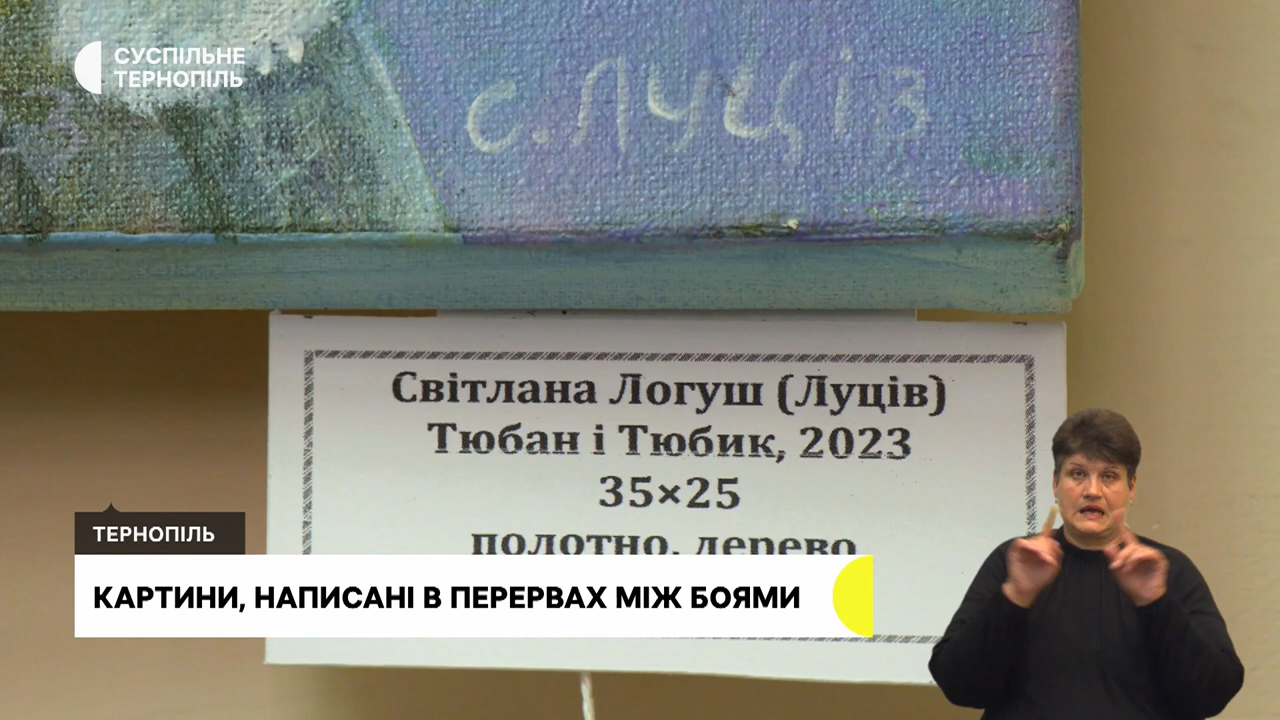 СУСПІЛЬНЕ
ТЕРНОПІЛЬ
С. Луців
Світлана Логуш (Луців)
Тюбан і Тюбик, 2023
35×25
полотно, дерево
ТЕРНОПІЛЬ
КАРТИНИ, НАПИСАНІ В ПЕРЕРВАХ МІЖ БОЯМИ